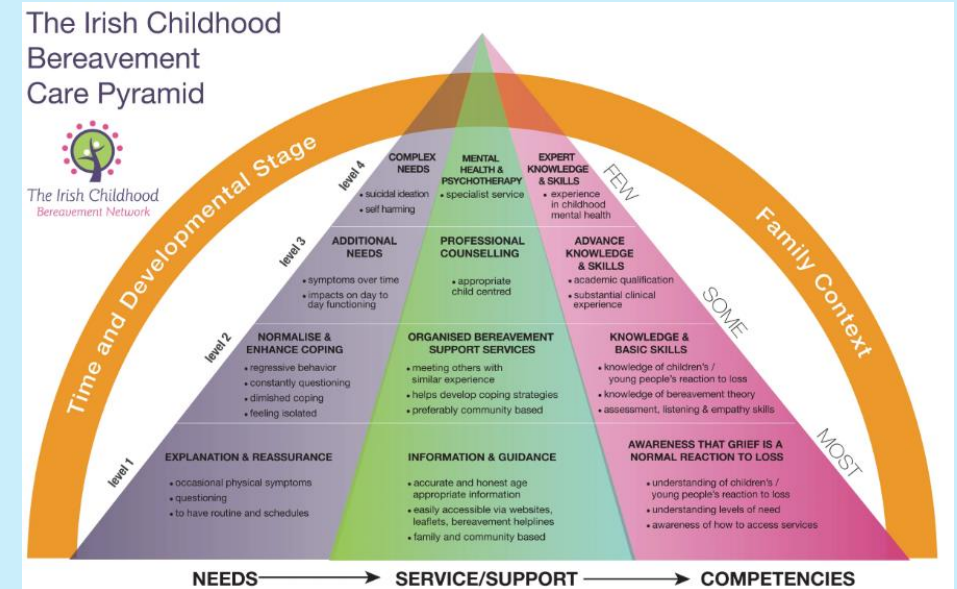 The Irish Childhood
Bereavement
Care Pyramid
The Irish Childhood
Bereavement Network
Time and Developmental Stage
Family Context
level 4
COMPLEX
NEEDS
• suicidal ideation
• self harming
MENTAL
HEALTH &
PSYCHOTHERAPY
• specialist service
EXPERT
KNOWLEDGE
& SKILLS
• experience
in childhood
mental health
FEW
level 3
ADDITIONAL
NEEDS
• symptoms over time
• impacts on day to
day functioning
PROFESSIONAL
COUNSELLING
• appropriate
child centred
ADVANCE
KNOWLEDGE
& SKILLS
• academic qualification
• substantial clinical
experience
SOME
level 2
NORMALISE &
ENHANCE COPING
• regressive behavior
• constantly questioning
• dimished coping
• feeling isolated
ORGANISED BEREAVEMENT
SUPPORT SERVICES
• meeting others with
similar experience
• helps develop coping strategies
• preferably community based
KNOWLEDGE &
BASIC SKILLS
• knowledge of children's /
young people's reaction to loss
• knowledge of bereavement theory
• assessment, listening & empathy skills
MOST
level 1
EXPLANATION & REASSURANCE
• occasional physical symptoms
• questioning
• to have routine and schedules
INFORMATION & GUIDANCE
• accurate and honest age
appropriate information
• easily accessible via websites,
leaflets, bereavement helplines
• family and community based
AWARENESS THAT GRIEF IS A
NORMAL REACTION TO LOSS
• understanding of children's /
young people's reaction to loss
• understanding levels of need
• awareness of how to access services
NEEDS
SERVICE/SUPPORT
COMPETENCIES